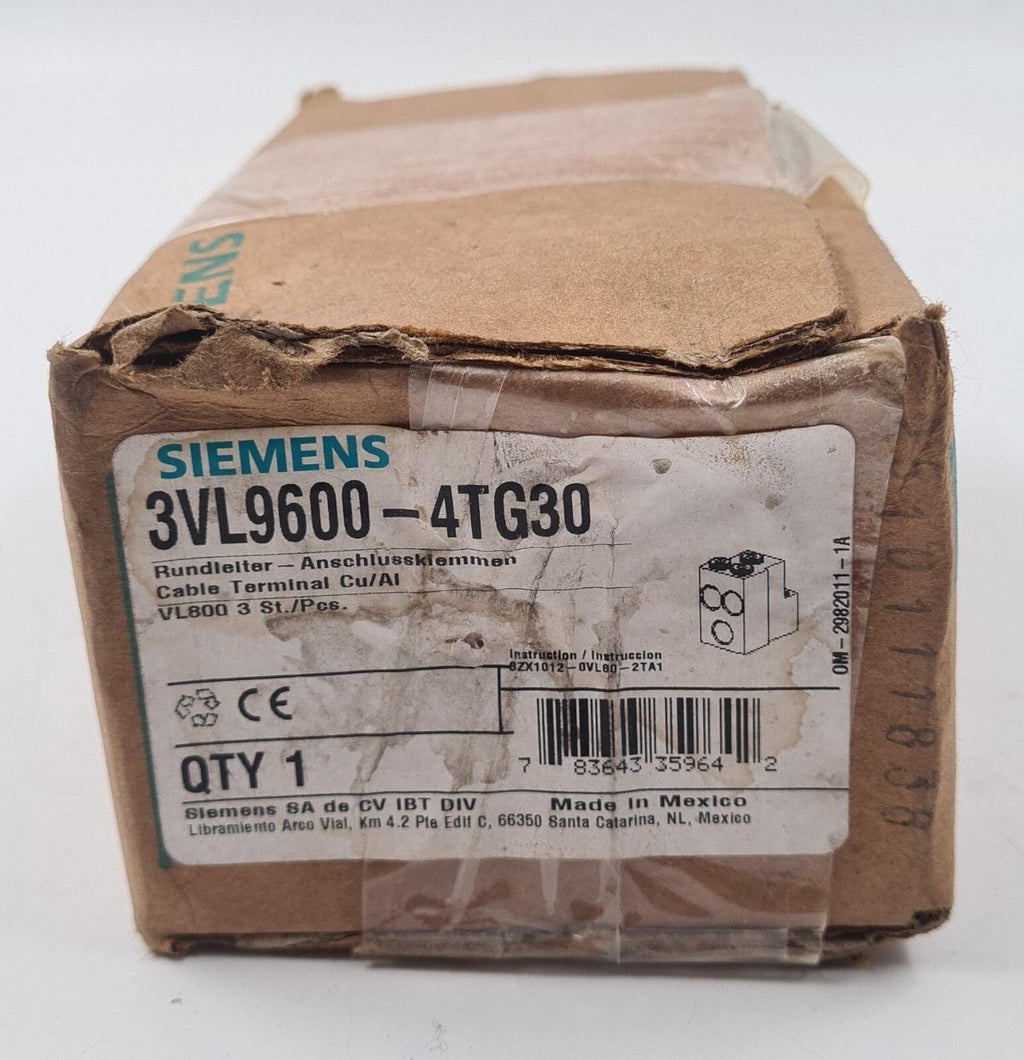 ENS
SIEMENS
3VL9600-4TG30
Rundleiter-Anschlussklemmen
Cable Terminal Cu/Al
VL800 3 St./Pcs.
Instruction / Instruccion
8ZX1012-0VL60-2TA1
OM-2982011-1A
CE
QTY 1
7 83643 35964 2
Siemens SA de CV IBT DIV Made in Mexico
Libramiento Arco Vial, Km 4.2 Pte Edif C, 66350 Santa Catarina, NL, Mexico